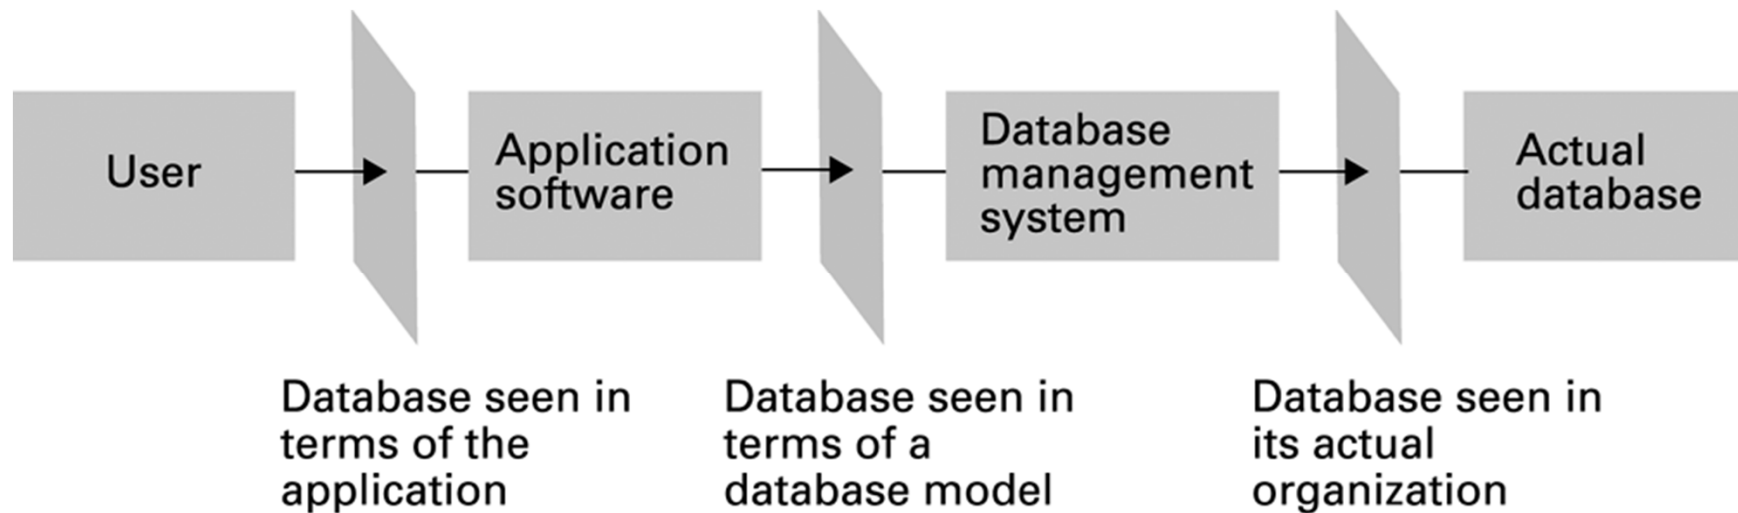 User
Application
software
Database
management
system
Actual
database
Database seen in
terms of the
application
Database seen in
terms of a
database model
Database seen in
its actual
organization